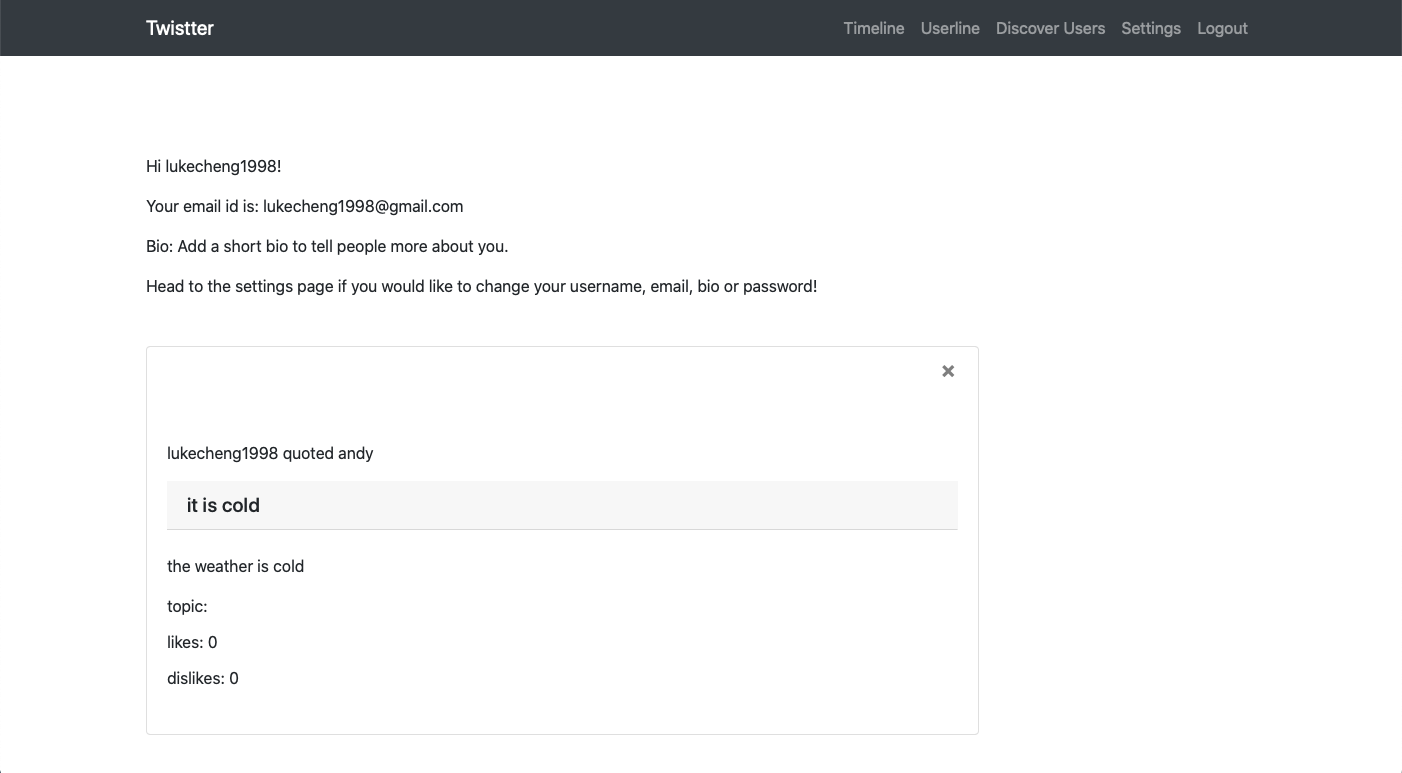 Twistter
Timeline Userline Discover Users Settings Logout
Hi lukecheng1998!
Your email id is: lukecheng1998@gmail.com
Bio: Add a short bio to tell people more about you.
Head to the settings page if you would like to change your username, email, bio or password!
×
lukecheng1998 quoted andy
it is cold
the weather is cold
topic:
likes: 0
dislikes: 0